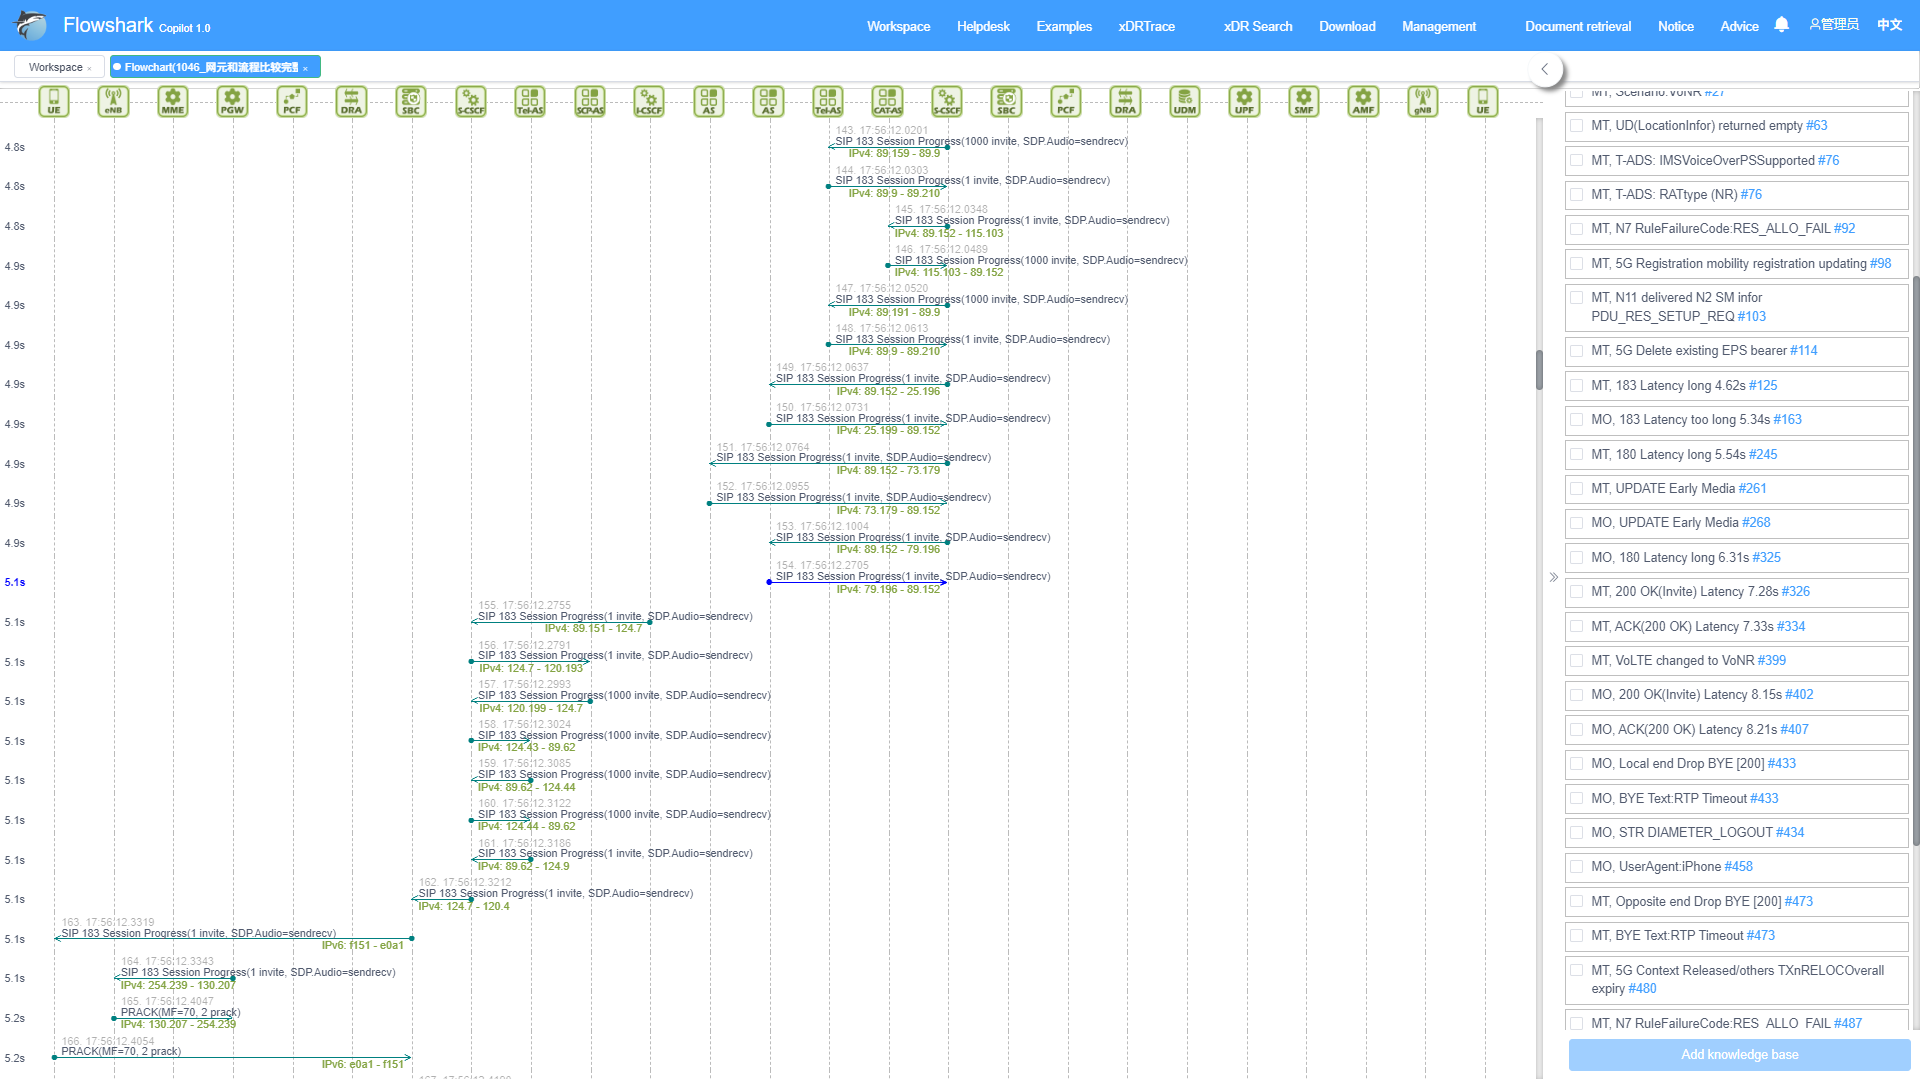 Flowshark Copilot 1.0
Workspace Helpdesk Examples xDRTrace xDR Search Download Management Document retrieval Notice Advice 管理员 中文
Workspace × Flowchart(1046_网元和流程比较完整 ×
UE eNB MME PGW PCF DRA SBC S-CSCF Tel-AS SCP-AS I-CSCF AS AS Tel-AS CAT-AS S-CSCF SBC PCF DRA UDM UPF SMF AMF gNB UE
143. 17:56:12.0201
4.8s SIP 183 Session Progress(1000 invite, SDP.Audio=sendrecv)
IPv4: 89.159 - 89.9
144. 17:56:12.0303
4.8s SIP 183 Session Progress(1 invite, SDP.Audio=sendrecv)
IPv4: 89.9 - 89.210
145. 17:56:12.0348
4.8s SIP 183 Session Progress(1 invite, SDP.Audio=sendrecv)
IPv4: 89.152 - 115.103
146. 17:56:12.0489
4.9s SIP 183 Session Progress(1000 invite, SDP.Audio=sendrecv)
IPv4: 115.103 - 89.152
147. 17:56:12.0520
4.9s SIP 183 Session Progress(1000 invite, SDP.Audio=sendrecv)
IPv4: 89.191 - 89.9
148. 17:56:12.0613
4.9s SIP 183 Session Progress(1 invite, SDP.Audio=sendrecv)
IPv4: 89.9 - 89.210
149. 17:56:12.0637
4.9s SIP 183 Session Progress(1 invite, SDP.Audio=sendrecv)
IPv4: 89.152 - 25.196
150. 17:56:12.0731
4.9s SIP 183 Session Progress(1 invite, SDP.Audio=sendrecv)
IPv4: 25.199 - 89.152
151. 17:56:12.0764
4.9s SIP 183 Session Progress(1 invite, SDP.Audio=sendrecv)
IPv4: 89.152 - 73.179
152. 17:56:12.0955
4.9s SIP 183 Session Progress(1 invite, SDP.Audio=sendrecv)
IPv4: 73.179 - 89.152
153. 17:56:12.1004
4.9s SIP 183 Session Progress(1 invite, SDP.Audio=sendrecv)
IPv4: 89.152 - 79.196
154. 17:56:12.2705
5.1s SIP 183 Session Progress(1 invite, SDP.Audio=sendrecv)
IPv4: 79.196 - 89.152
155. 17:56:12.2755
5.1s SIP 183 Session Progress(1 invite, SDP.Audio=sendrecv)
IPv4: 89.151 - 124.7
156. 17:56:12.2791
5.1s SIP 183 Session Progress(1 invite, SDP.Audio=sendrecv)
IPv4: 124.7 - 120.193
157. 17:56:12.2993
5.1s SIP 183 Session Progress(1000 invite, SDP.Audio=sendrecv)
IPv4: 120.199 - 124.7
158. 17:56:12.3024
5.1s SIP 183 Session Progress(1000 invite, SDP.Audio=sendrecv)
IPv4: 124.43 - 89.62
159. 17:56:12.3085
5.1s SIP 183 Session Progress(1000 invite, SDP.Audio=sendrecv)
IPv4: 89.62 - 124.44
160. 17:56:12.3122
5.1s SIP 183 Session Progress(1000 invite, SDP.Audio=sendrecv)
IPv4: 124.44 - 89.62
161. 17:56:12.3186
5.1s SIP 183 Session Progress(1 invite, SDP.Audio=sendrecv)
IPv4: 89.62 - 124.9
162. 17:56:12.3212
5.1s SIP 183 Session Progress(1 invite, SDP.Audio=sendrecv)
IPv4: 124.7 - 120.4
163. 17:56:12.3319
5.1s SIP 183 Session Progress(1 invite, SDP.Audio=sendrecv)
IPv6: f151 - e0a1
164. 17:56:12.3343
5.1s SIP 183 Session Progress(1 invite, SDP.Audio=sendrecv)
IPv4: 254.239 - 130.207
165. 17:56:12.4047
5.2s PRACK(MF=70, 2 prack)
IPv4: 130.207 - 254.239
166. 17:56:12.4054
5.2s PRACK(MF=70, 2 prack)
IPv6: e0a1 - f151
MT, Scenario:VoNR #27
MT, UD(LocationInfor) returned empty #63
MT, T-ADS: IMSVoiceOverPSSupported #76
MT, T-ADS: RATtype (NR) #76
MT, N7 RuleFailureCode:RES_ALLO_FAIL #92
MT, 5G Registration mobility registration updating #98
MT, N11 delivered N2 SM infor
PDU_RES_SETUP_REQ #103
MT, 5G Delete existing EPS bearer #114
MT, 183 Latency long 4.62s #125
MO, 183 Latency too long 5.34s #163
MT, 180 Latency long 5.54s #245
MT, UPDATE Early Media #261
MO, UPDATE Early Media #268
MO, 180 Latency long 6.31s #325
MT, 200 OK(Invite) Latency 7.28s #326
MT, ACK(200 OK) Latency 7.33s #334
MT, VoLTE changed to VoNR #399
MO, 200 OK(Invite) Latency 8.15s #402
MO, ACK(200 OK) Latency 8.21s #407
MO, Local end Drop BYE [200] #433
MO, BYE Text:RTP Timeout #433
MO, STR DIAMETER_LOGOUT #434
MO, UserAgent:iPhone #458
MT, Opposite end Drop BYE [200] #473
MT, BYE Text:RTP Timeout #473
MT, 5G Context Released/others TXnRELOCOverall
expiry #480
MT, N7 RuleFailureCode:RES_ALLO_FAIL #487
Add knowledge base